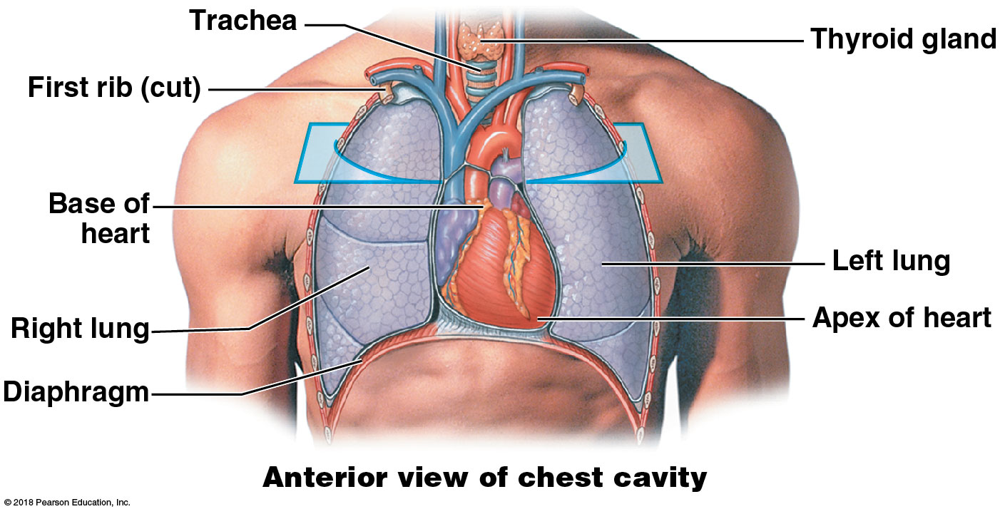 Trachea
Thyroid gland
First rib (cut)
Base of
heart
Left lung
Right lung
Apex of heart
Diaphragm
Anterior view of chest cavity
© 2018 Pearson Education, Inc.